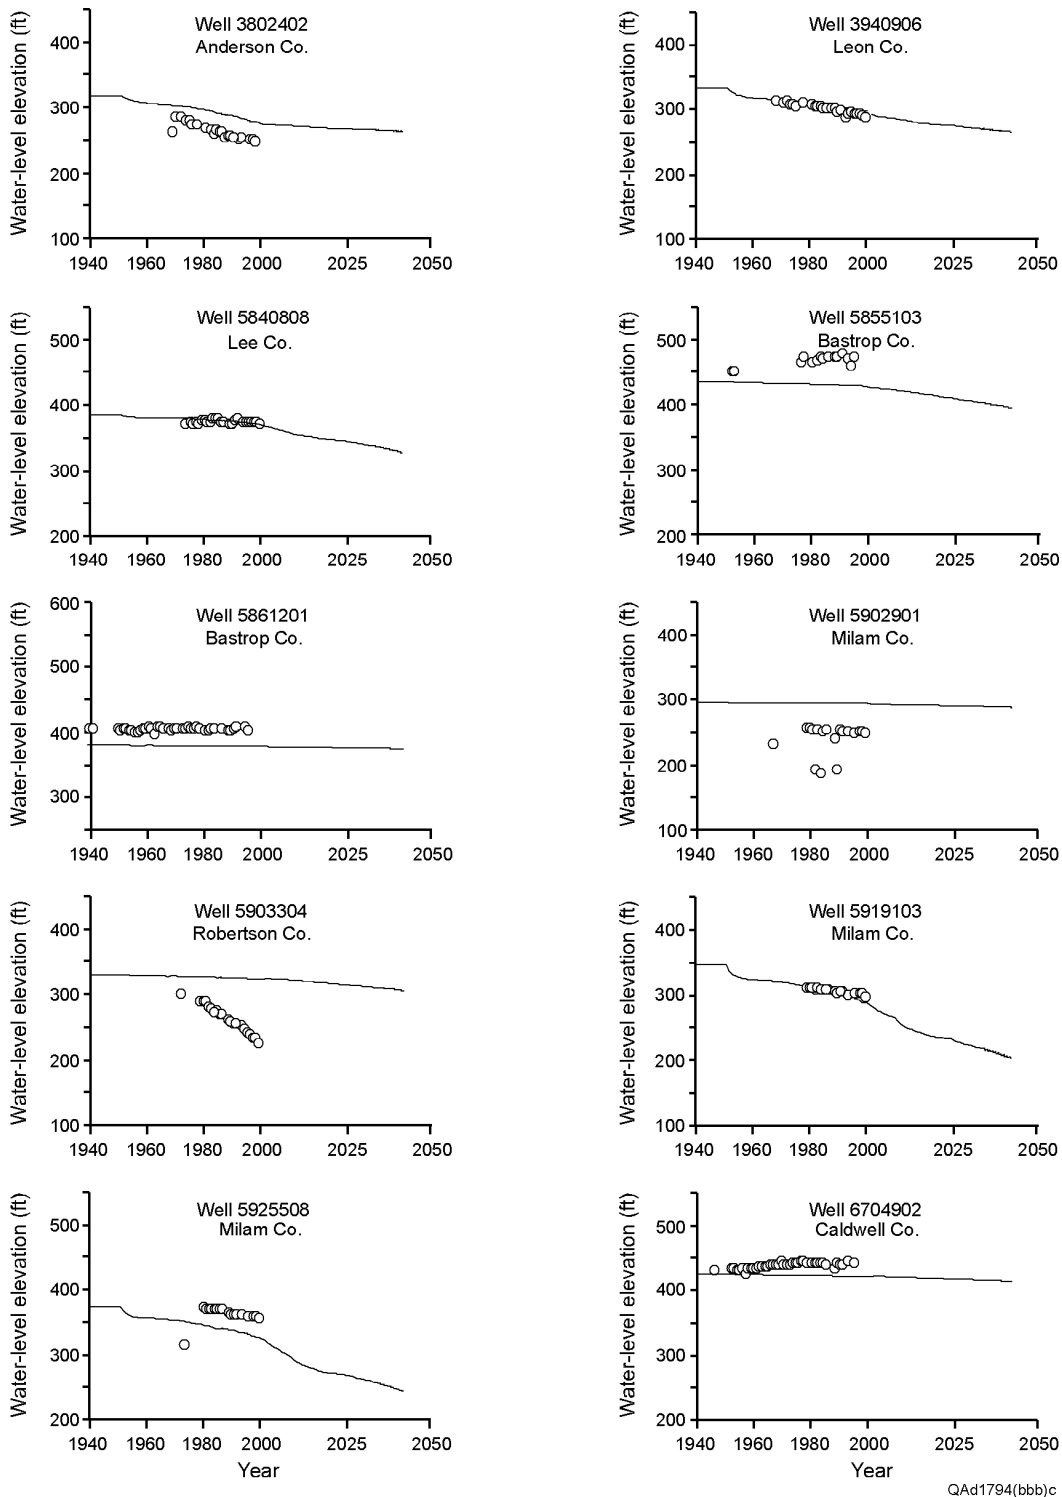 Well 3802402
Anderson Co.
Water-level elevation (ft)
400
300
200
100
1940 1960 1980 2000 2025 2050
Well 3940906
Leon Co.
Water-level elevation (ft)
400
300
200
100
1940 1960 1980 2000 2025 2050
Well 5840808
Lee Co.
Water-level elevation (ft)
500
400
300
200
1940 1960 1980 2000 2025 2050
Well 5855103
Bastrop Co.
Water-level elevation (ft)
500
400
300
200
1940 1960 1980 2000 2025 2050
Well 5861201
Bastrop Co.
Water-level elevation (ft)
600
500
400
300
1940 1960 1980 2000 2025 2050
Well 5902901
Milam Co.
Water-level elevation (ft)
400
300
200
100
1940 1960 1980 2000 2025 2050
Well 5903304
Robertson Co.
Water-level elevation (ft)
400
300
200
100
1940 1960 1980 2000 2025 2050
Well 5919103
Milam Co.
Water-level elevation (ft)
400
300
200
100
1940 1960 1980 2000 2025 2050
Well 5925508
Milam Co.
Water-level elevation (ft)
500
400
300
200
1940 1960 1980 2000 2025 2050
Year
Well 6704902
Caldwell Co.
Water-level elevation (ft)
500
400
300
200
1940 1960 1980 2000 2025 2050
Year
QAd1794(bbb)c